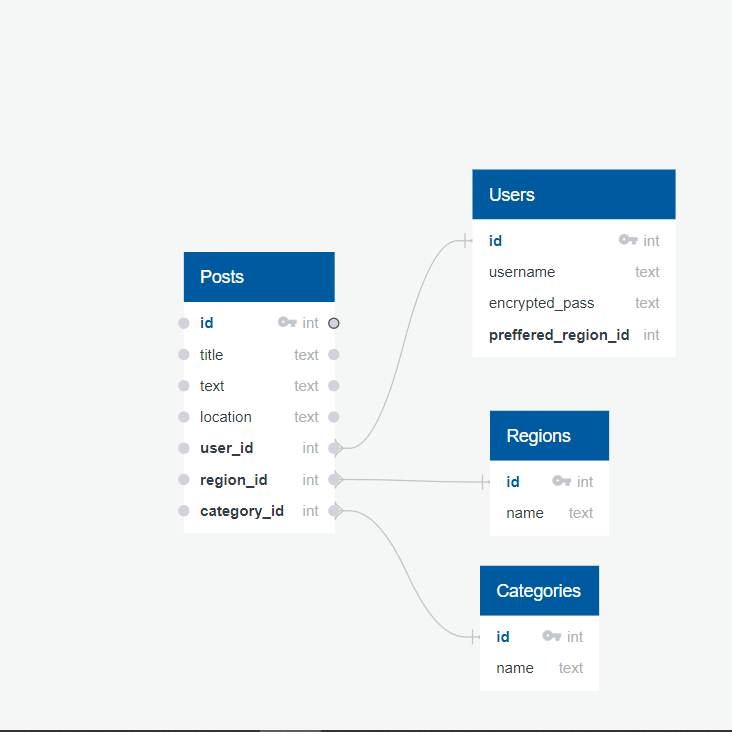 Posts
id int
title text
text text
location text
user_id int
region_id int
category_id int
Users
id int
username text
encrypted_pass text
preffered_region_id int
Regions
id int
name text
Categories
id int
name text